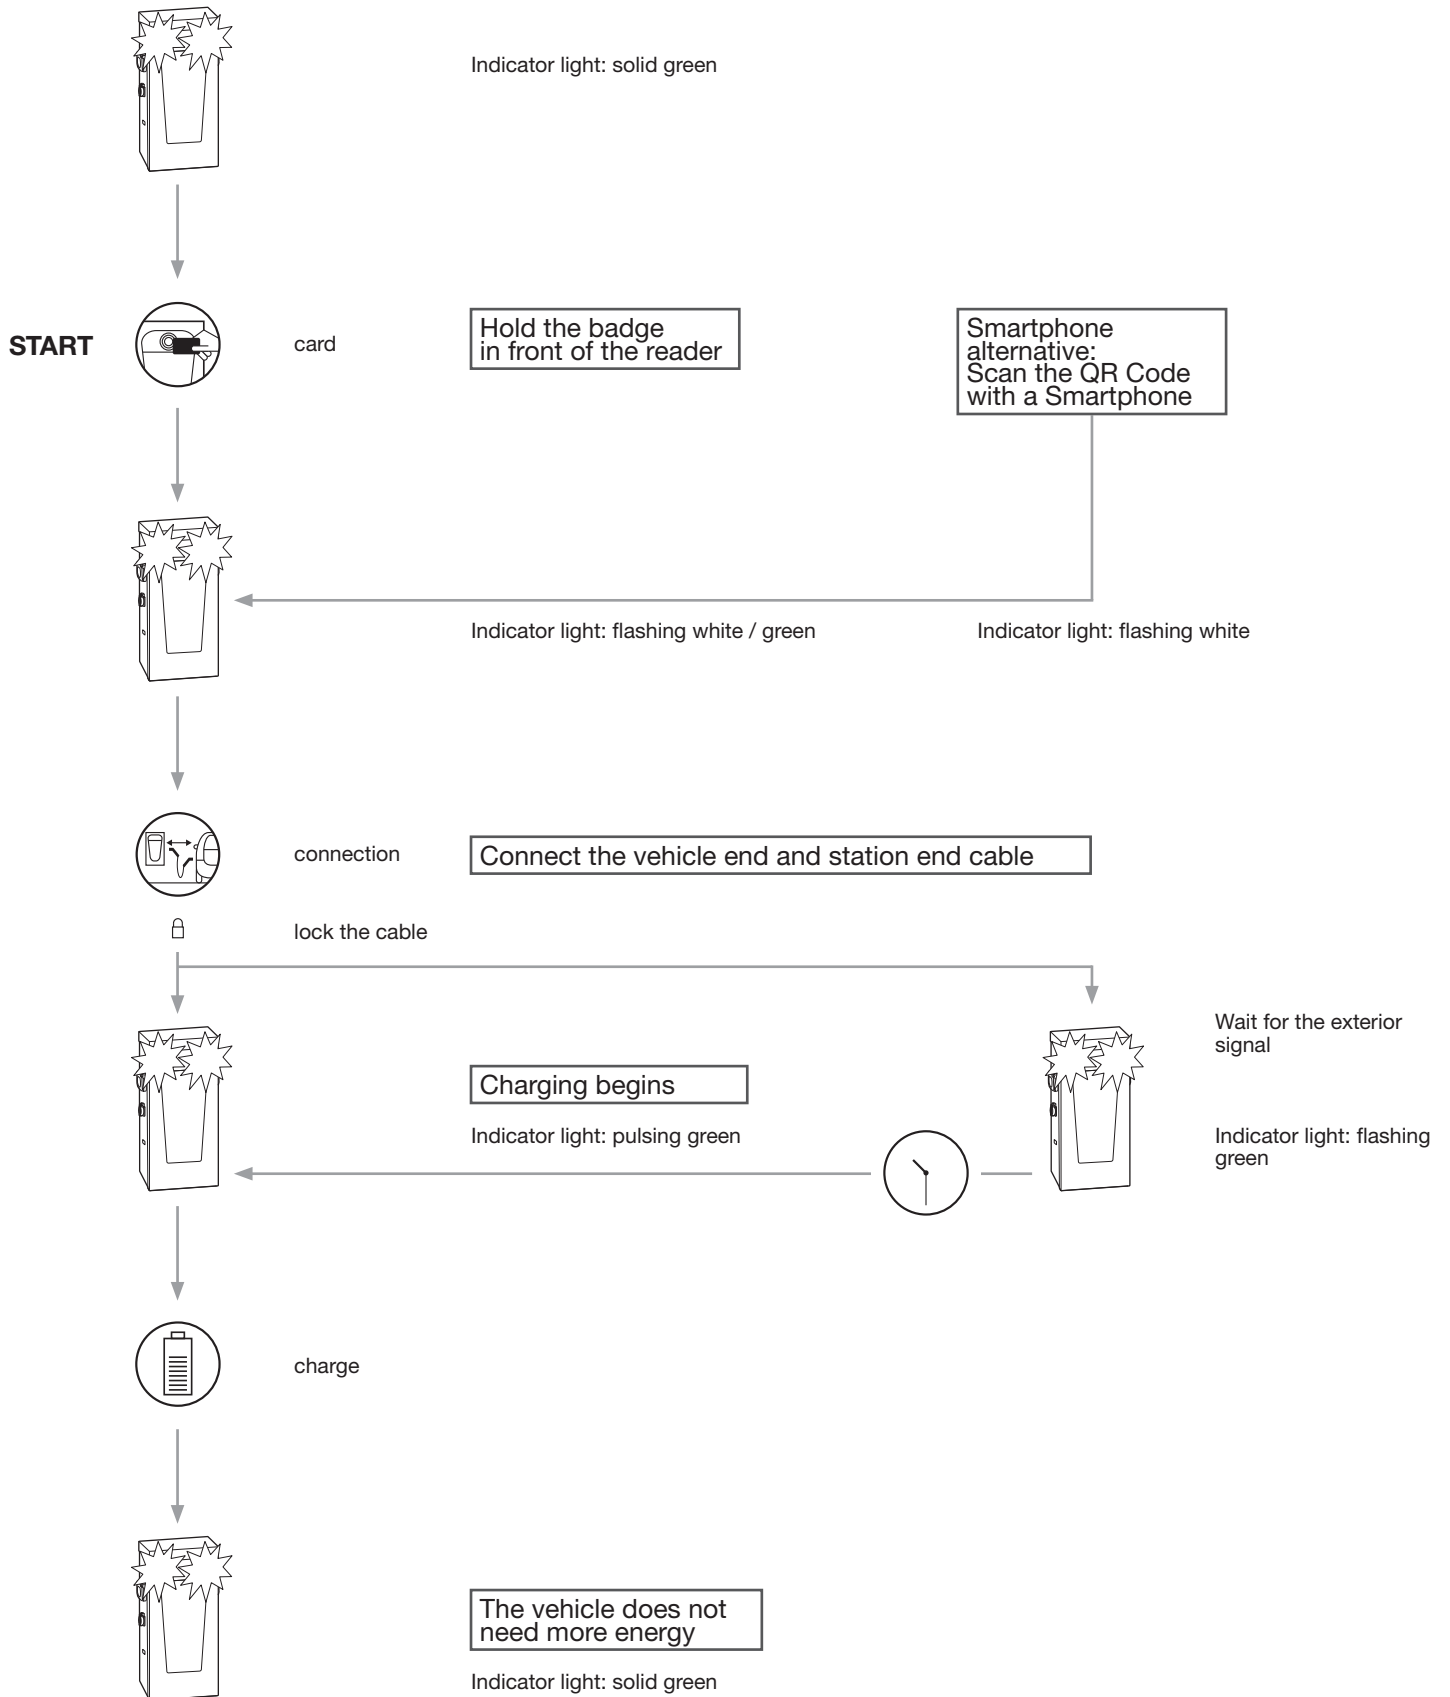 Indicator light: solid green
START
card
Hold the badge
in front of the reader
Smartphone
alternative:
Scan the QR Code
with a Smartphone
Indicator light: flashing white / green
Indicator light: flashing white
connection
Connect the vehicle end and station end cable
lock the cable
Wait for the exterior
signal
Charging begins
Indicator light: pulsing green
Indicator light: flashing
green
charge
The vehicle does not
need more energy
Indicator light: solid green